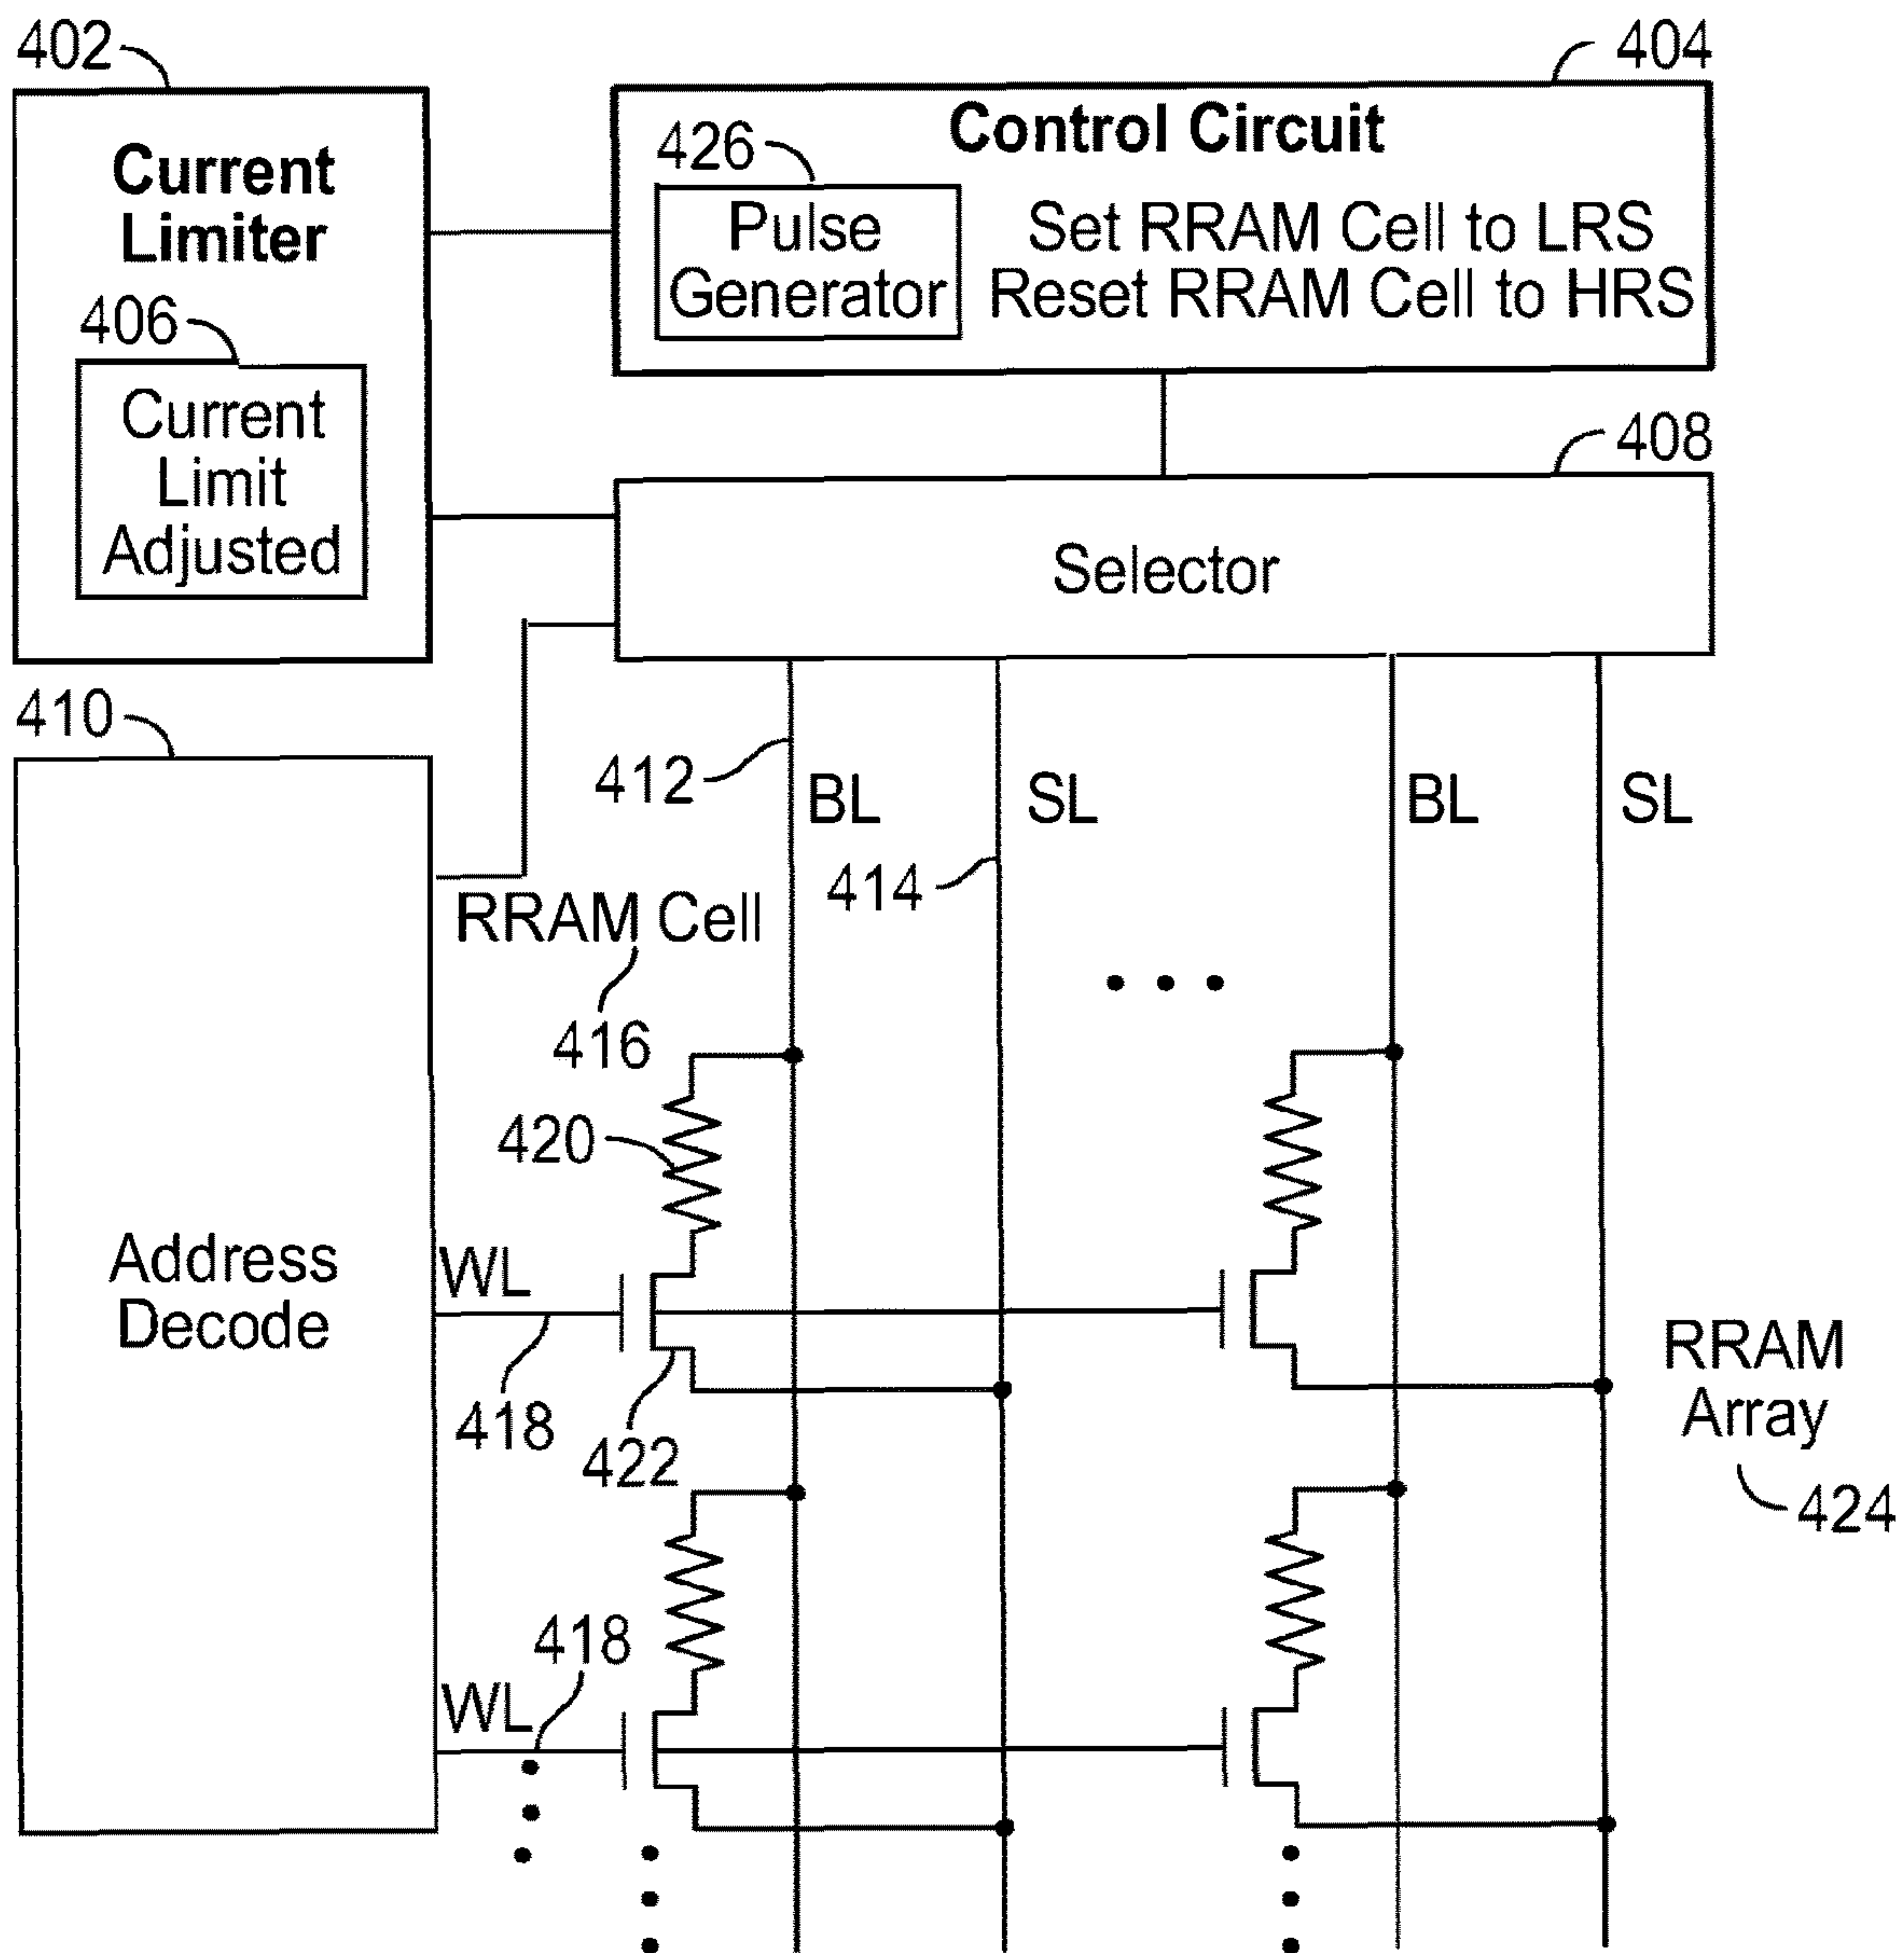 402
404
Current
Limiter
406
Current
Limit
Adjusted
Control Circuit
426
Pulse
Generator
Set RRAM Cell to LRS
Reset RRAM Cell to HRS
408
Selector
410
412
BL
SL
BL
SL
414
RRAM Cell
416
420
Address
Decode
WL
418
422
RRAM
Array
424
418
WL